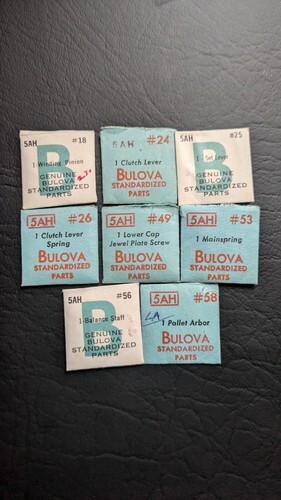 5AH #18
1 Winding Pinion
B
GENUINE
BULOVA
STANDARDIZED
PARTS
5AH #24
1 Clutch Lever
BULOVA
STANDARDIZED
PARTS
5AH #25
1 Set Lever
B
GENUINE
BULOVA
STANDARDIZED
PARTS
5AH #26
1 Clutch Lever
Spring
BULOVA
STANDARDIZED
PARTS
5AH #49
1 Lower Cap
Jewel Plate Screw
BULOVA
STANDARDIZED
PARTS
5AH #53
1 Mainspring
BULOVA
STANDARDIZED
PARTS
5AH #56
1 Balance Staff
B
GENUINE
BULOVA
STANDARDIZED
PARTS
5AH #58
1 Pallet Arbor
BULOVA
STANDARDIZED
PARTS